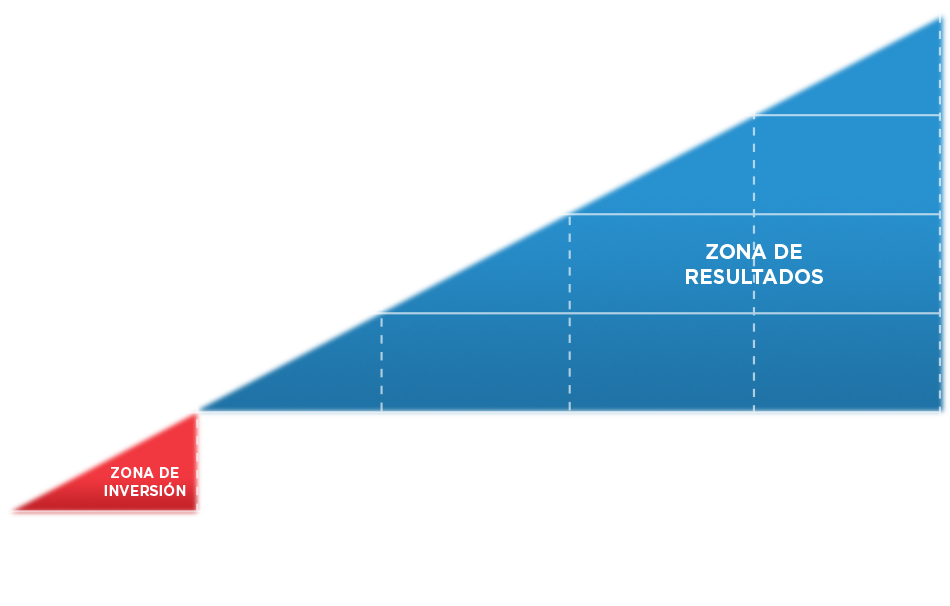 ZONA DE
RESULTADOS
ZONA DE
INVERSIÓN